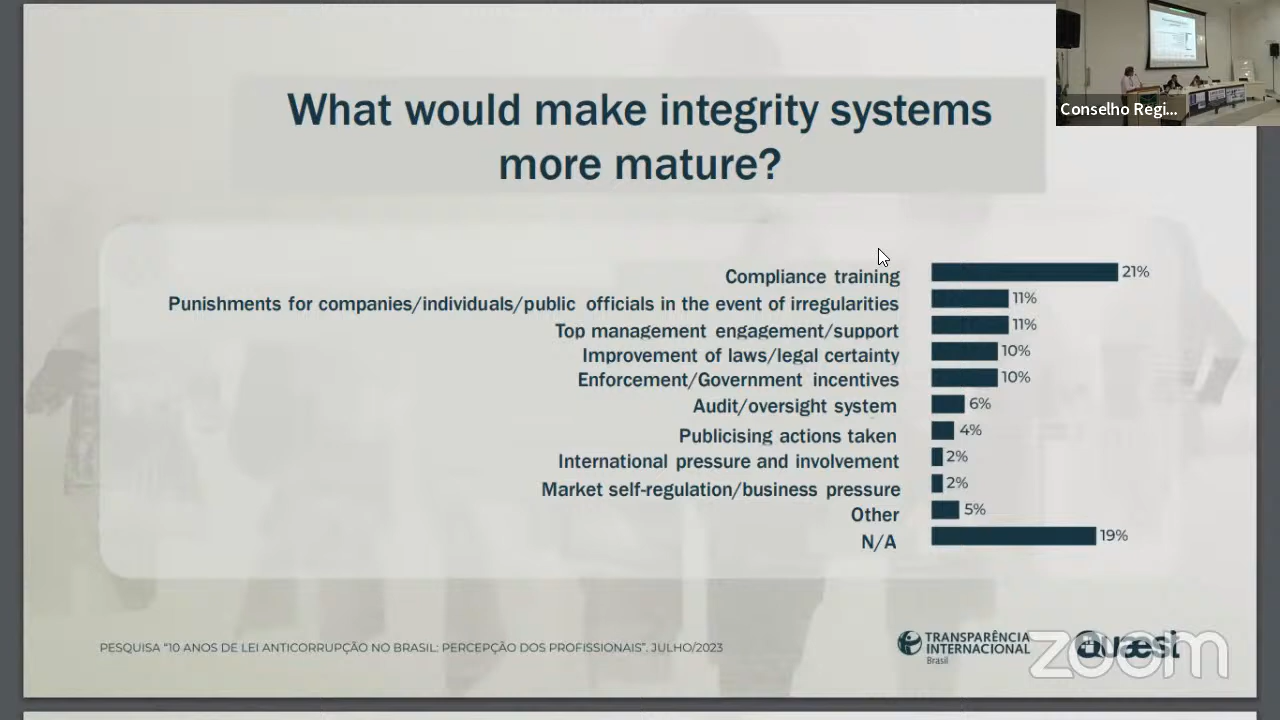 What would make integrity systems
more mature?
Conselho Regi...
Compliance training 21%
Punishments for companies/individuals/public officials in the event of irregularities 11%
Top management engagement/support 11%
Improvement of laws/legal certainty 10%
Enforcement/Government incentives 10%
Audit/oversight system 6%
Publicising actions taken 4%
International pressure and involvement 2%
Market self-regulation/business pressure 2%
Other 5%
N/A 19%
PESQUISA “10 ANOS DE LEI ANTICORRUPÇÃO NO BRASIL: PERCEPÇÃO DOS PROFISSIONAIS”, JULHO/2023
TRANSPARÊNCIA
INTERNACIONAL
Brasil
Quaest
zoom